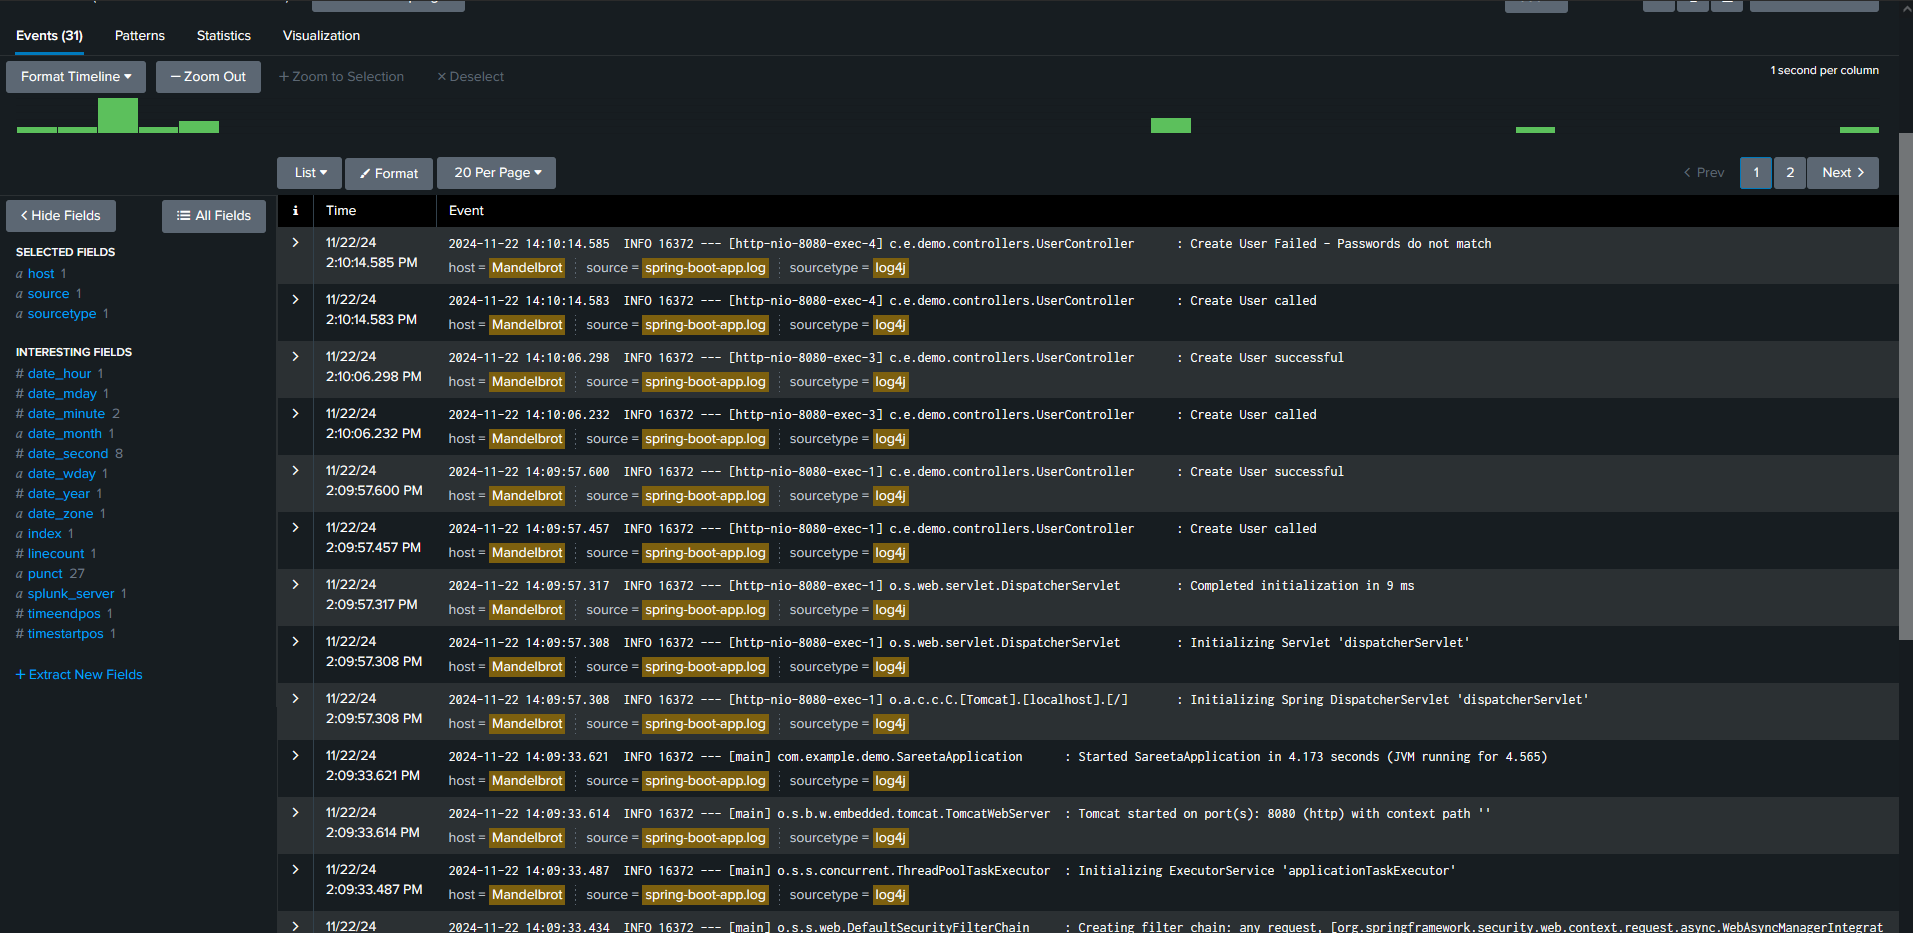 Events (31) Patterns Statistics Visualization
Format Timeline — Zoom Out + Zoom to Selection × Deselect 1 second per column
List Format 20 Per Page Prev 1 2 Next
Hide Fields All Fields
i Time Event
SELECTED FIELDS
a host 1
a source 1
a sourcetype 1
INTERESTING FIELDS
# date_hour 1
# date_mday 1
# date_minute 2
a date_month 1
# date_second 8
a date_wday 1
# date_year 1
a date_zone 1
a index 1
# linecount 1
a punct 27
a splunk_server 1
# timeendpos 1
# timestartpos 1
+ Extract New Fields
11/22/24 2024-11-22 14:10:14.585 INFO 16372 --- [http-nio-8080-exec-4] c.e.demo.controllers.UserController : Create User Failed - Passwords do not match
2:10:14.585 PM host = Mandelbrot source = spring-boot-app.log sourcetype = log4j
11/22/24 2024-11-22 14:10:14.583 INFO 16372 --- [http-nio-8080-exec-4] c.e.demo.controllers.UserController : Create User called
2:10:14.583 PM host = Mandelbrot source = spring-boot-app.log sourcetype = log4j
11/22/24 2024-11-22 14:10:06.298 INFO 16372 --- [http-nio-8080-exec-3] c.e.demo.controllers.UserController : Create User successful
2:10:06.298 PM host = Mandelbrot source = spring-boot-app.log sourcetype = log4j
11/22/24 2024-11-22 14:10:06.232 INFO 16372 --- [http-nio-8080-exec-3] c.e.demo.controllers.UserController : Create User called
2:10:06.232 PM host = Mandelbrot source = spring-boot-app.log sourcetype = log4j
11/22/24 2024-11-22 14:09:57.600 INFO 16372 --- [http-nio-8080-exec-1] c.e.demo.controllers.UserController : Create User successful
2:09:57.600 PM host = Mandelbrot source = spring-boot-app.log sourcetype = log4j
11/22/24 2024-11-22 14:09:57.457 INFO 16372 --- [http-nio-8080-exec-1] c.e.demo.controllers.UserController : Create User called
2:09:57.457 PM host = Mandelbrot source = spring-boot-app.log sourcetype = log4j
11/22/24 2024-11-22 14:09:57.317 INFO 16372 --- [http-nio-8080-exec-1] o.s.web.servlet.DispatcherServlet : Completed initialization in 9 ms
2:09:57.317 PM host = Mandelbrot source = spring-boot-app.log sourcetype = log4j
11/22/24 2024-11-22 14:09:57.308 INFO 16372 --- [http-nio-8080-exec-1] o.s.web.servlet.DispatcherServlet : Initializing Servlet 'dispatcherServlet'
2:09:57.308 PM host = Mandelbrot source = spring-boot-app.log sourcetype = log4j
11/22/24 2024-11-22 14:09:57.308 INFO 16372 --- [http-nio-8080-exec-1] o.a.c.c.C.[Tomcat].[localhost].[/] : Initializing Spring DispatcherServlet 'dispatcherServlet'
2:09:57.308 PM host = Mandelbrot source = spring-boot-app.log sourcetype = log4j
11/22/24 2024-11-22 14:09:33.621 INFO 16372 --- [main] com.example.demo.SareetaApplication : Started SareetaApplication in 4.173 seconds (JVM running for 4.565)
2:09:33.621 PM host = Mandelbrot source = spring-boot-app.log sourcetype = log4j
11/22/24 2024-11-22 14:09:33.614 INFO 16372 --- [main] o.s.b.w.embedded.tomcat.TomcatWebServer : Tomcat started on port(s): 8080 (http) with context path ''
2:09:33.614 PM host = Mandelbrot source = spring-boot-app.log sourcetype = log4j
11/22/24 2024-11-22 14:09:33.487 INFO 16372 --- [main] o.s.s.concurrent.ThreadPoolTaskExecutor : Initializing ExecutorService 'applicationTaskExecutor'
2:09:33.487 PM host = Mandelbrot source = spring-boot-app.log sourcetype = log4j
11/22/24 2024-11-22 14:09:33.434 INFO 16372 --- [main] o.s.s.web.DefaultSecurityFilterChain : Creating filter chain: any request, [org.springframework.security.web.context.request.async.WebAsyncManagerIntegrat